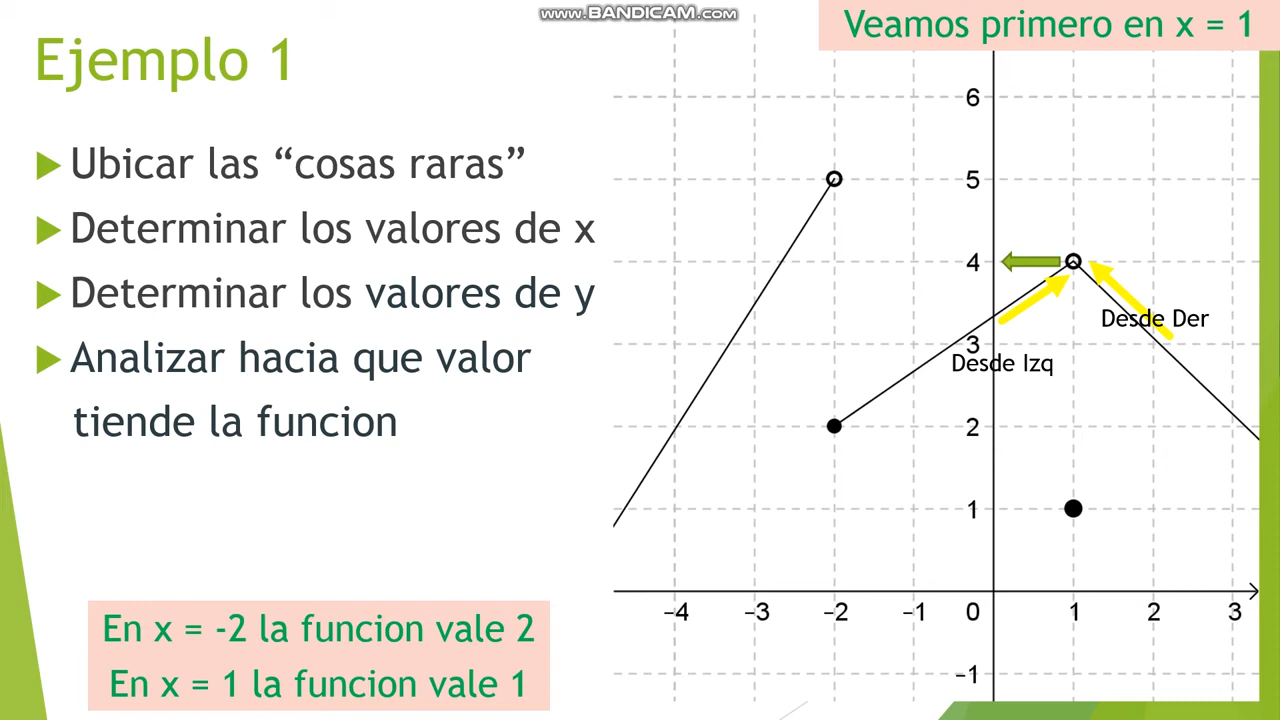 www.BANDICAM.com
Veamos primero en x = 1
Ejemplo 1
Ubicar las “cosas raras”
Determinar los valores de x
Determinar los valores de y
Analizar hacia que valor
tiende la funcion
En x = -2 la funcion vale 2
En x = 1 la funcion vale 1
6
5
4
Desde Der
3
Desde Izq
2
1
−4 −3 −2 −1 0 1 2 3
−1